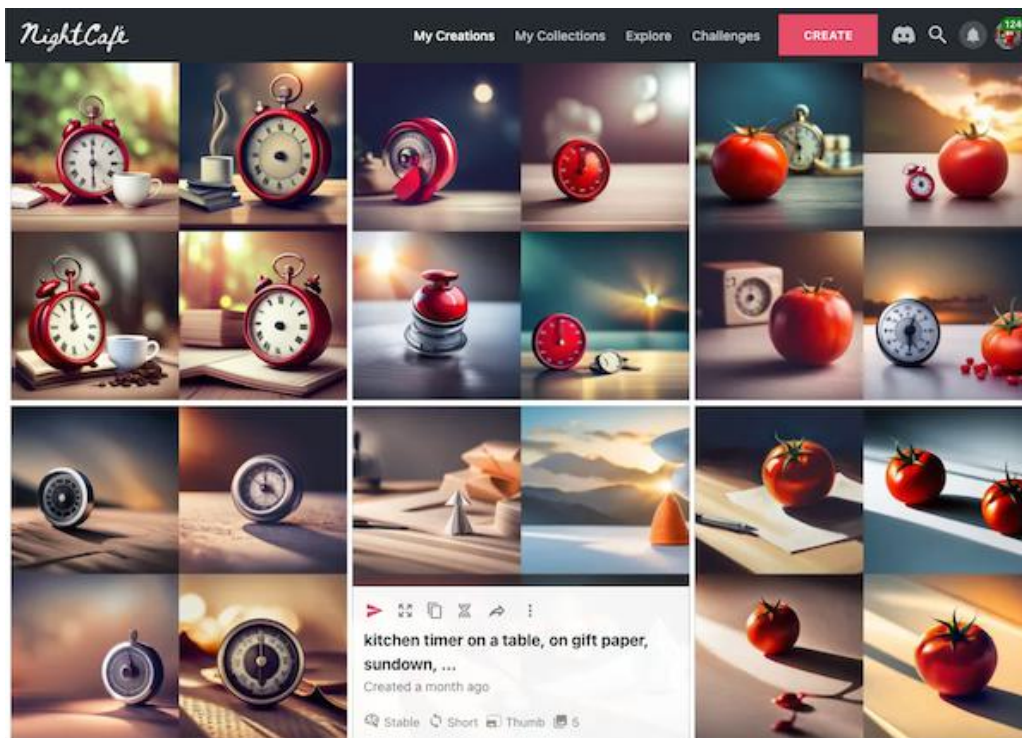 NightCafé
My Creations My Collections Explore Challenges CREATE
124
kitchen timer on a table, on gift paper,
sundown, ...
Created a month ago
Stable Short Thumb 5